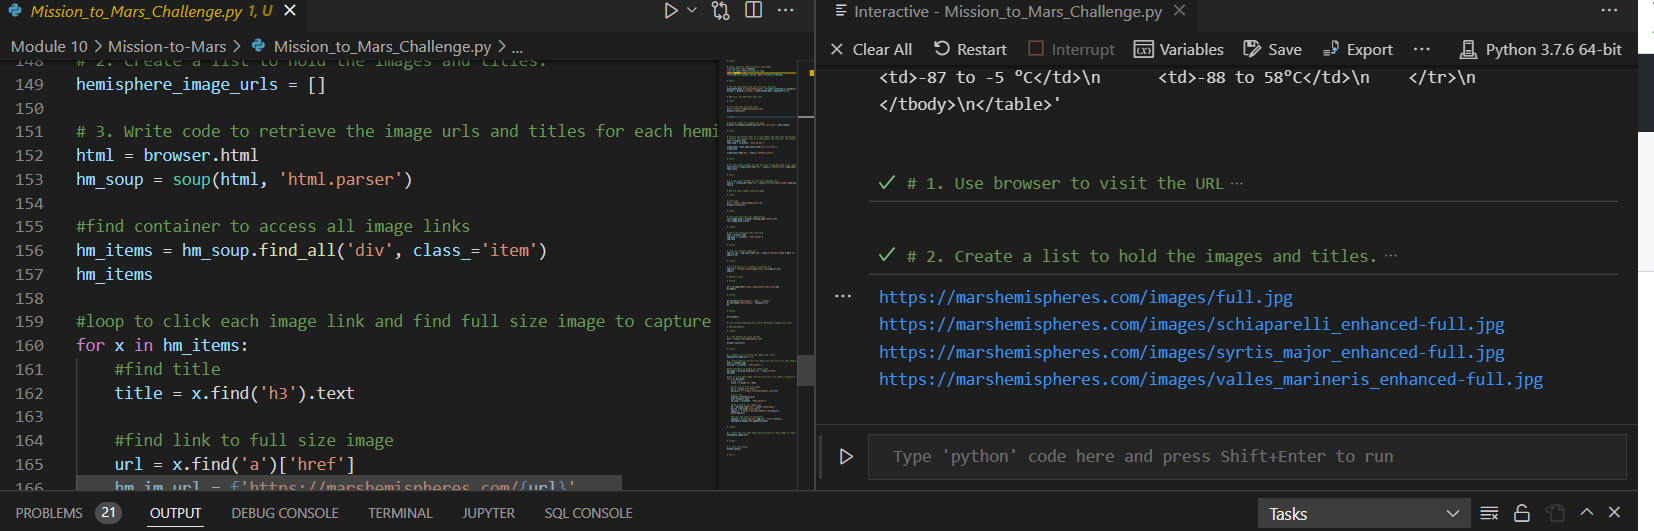 Mission_to_Mars_Challenge.py 1, U
Module 10 > Mission-to-Mars > Mission_to_Mars_Challenge.py > ...
148 # 2. Create a list to hold the images and titles.
149 hemisphere_image_urls = []
150
151 # 3. Write code to retrieve the image urls and titles for each hemi
152 html = browser.html
153 hm_soup = soup(html, 'html.parser')
154
155 #find container to access all image links
156 hm_items = hm_soup.find_all('div', class_='item')
157 hm_items
158
159 #loop to click each image link and find full size image to capture
160 for x in hm_items:
161 #find title
162 title = x.find('h3').text
163
164 #find link to full size image
165 url = x.find('a')['href']
166 hm_im_url = f'https://marshemispheres.com/{url}'
Interactive - Mission_to_Mars_Challenge.py
Clear All Restart Interrupt Variables Save Export ... Python 3.7.6 64-bit
<td>-87 to -5 °C</td>\n <td>-88 to 58°C</td>\n </tr>\n
</tbody>\n</table>'
# 1. Use browser to visit the URL ...
# 2. Create a list to hold the images and titles. ...
https://marshemispheres.com/images/full.jpg
https://marshemispheres.com/images/schiaparelli_enhanced-full.jpg
https://marshemispheres.com/images/syrtis_major_enhanced-full.jpg
https://marshemispheres.com/images/valles_marineris_enhanced-full.jpg
Type 'python' code here and press Shift+Enter to run
PROBLEMS 21 OUTPUT DEBUG CONSOLE TERMINAL JUPYTER SQL CONSOLE Tasks